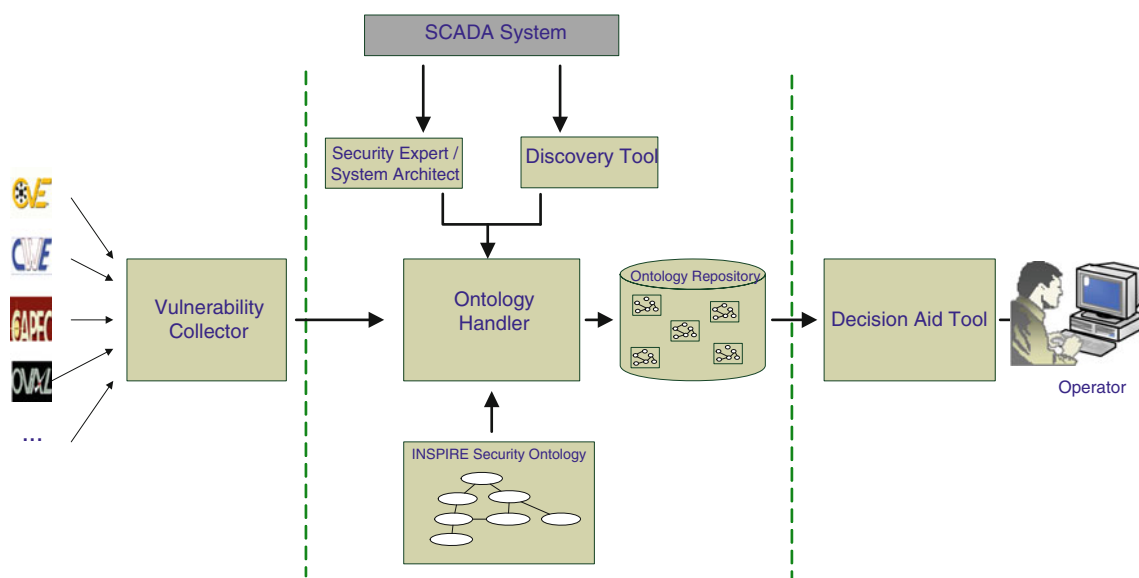 SCADA System
Security Expert /
System Architect
Discovery Tool
CVE
CWE
CAPEC
OVAL
...
Vulnerability
Collector
Ontology
Handler
Ontology Repository
Decision Aid Tool
Operator
INSPIRE Security Ontology